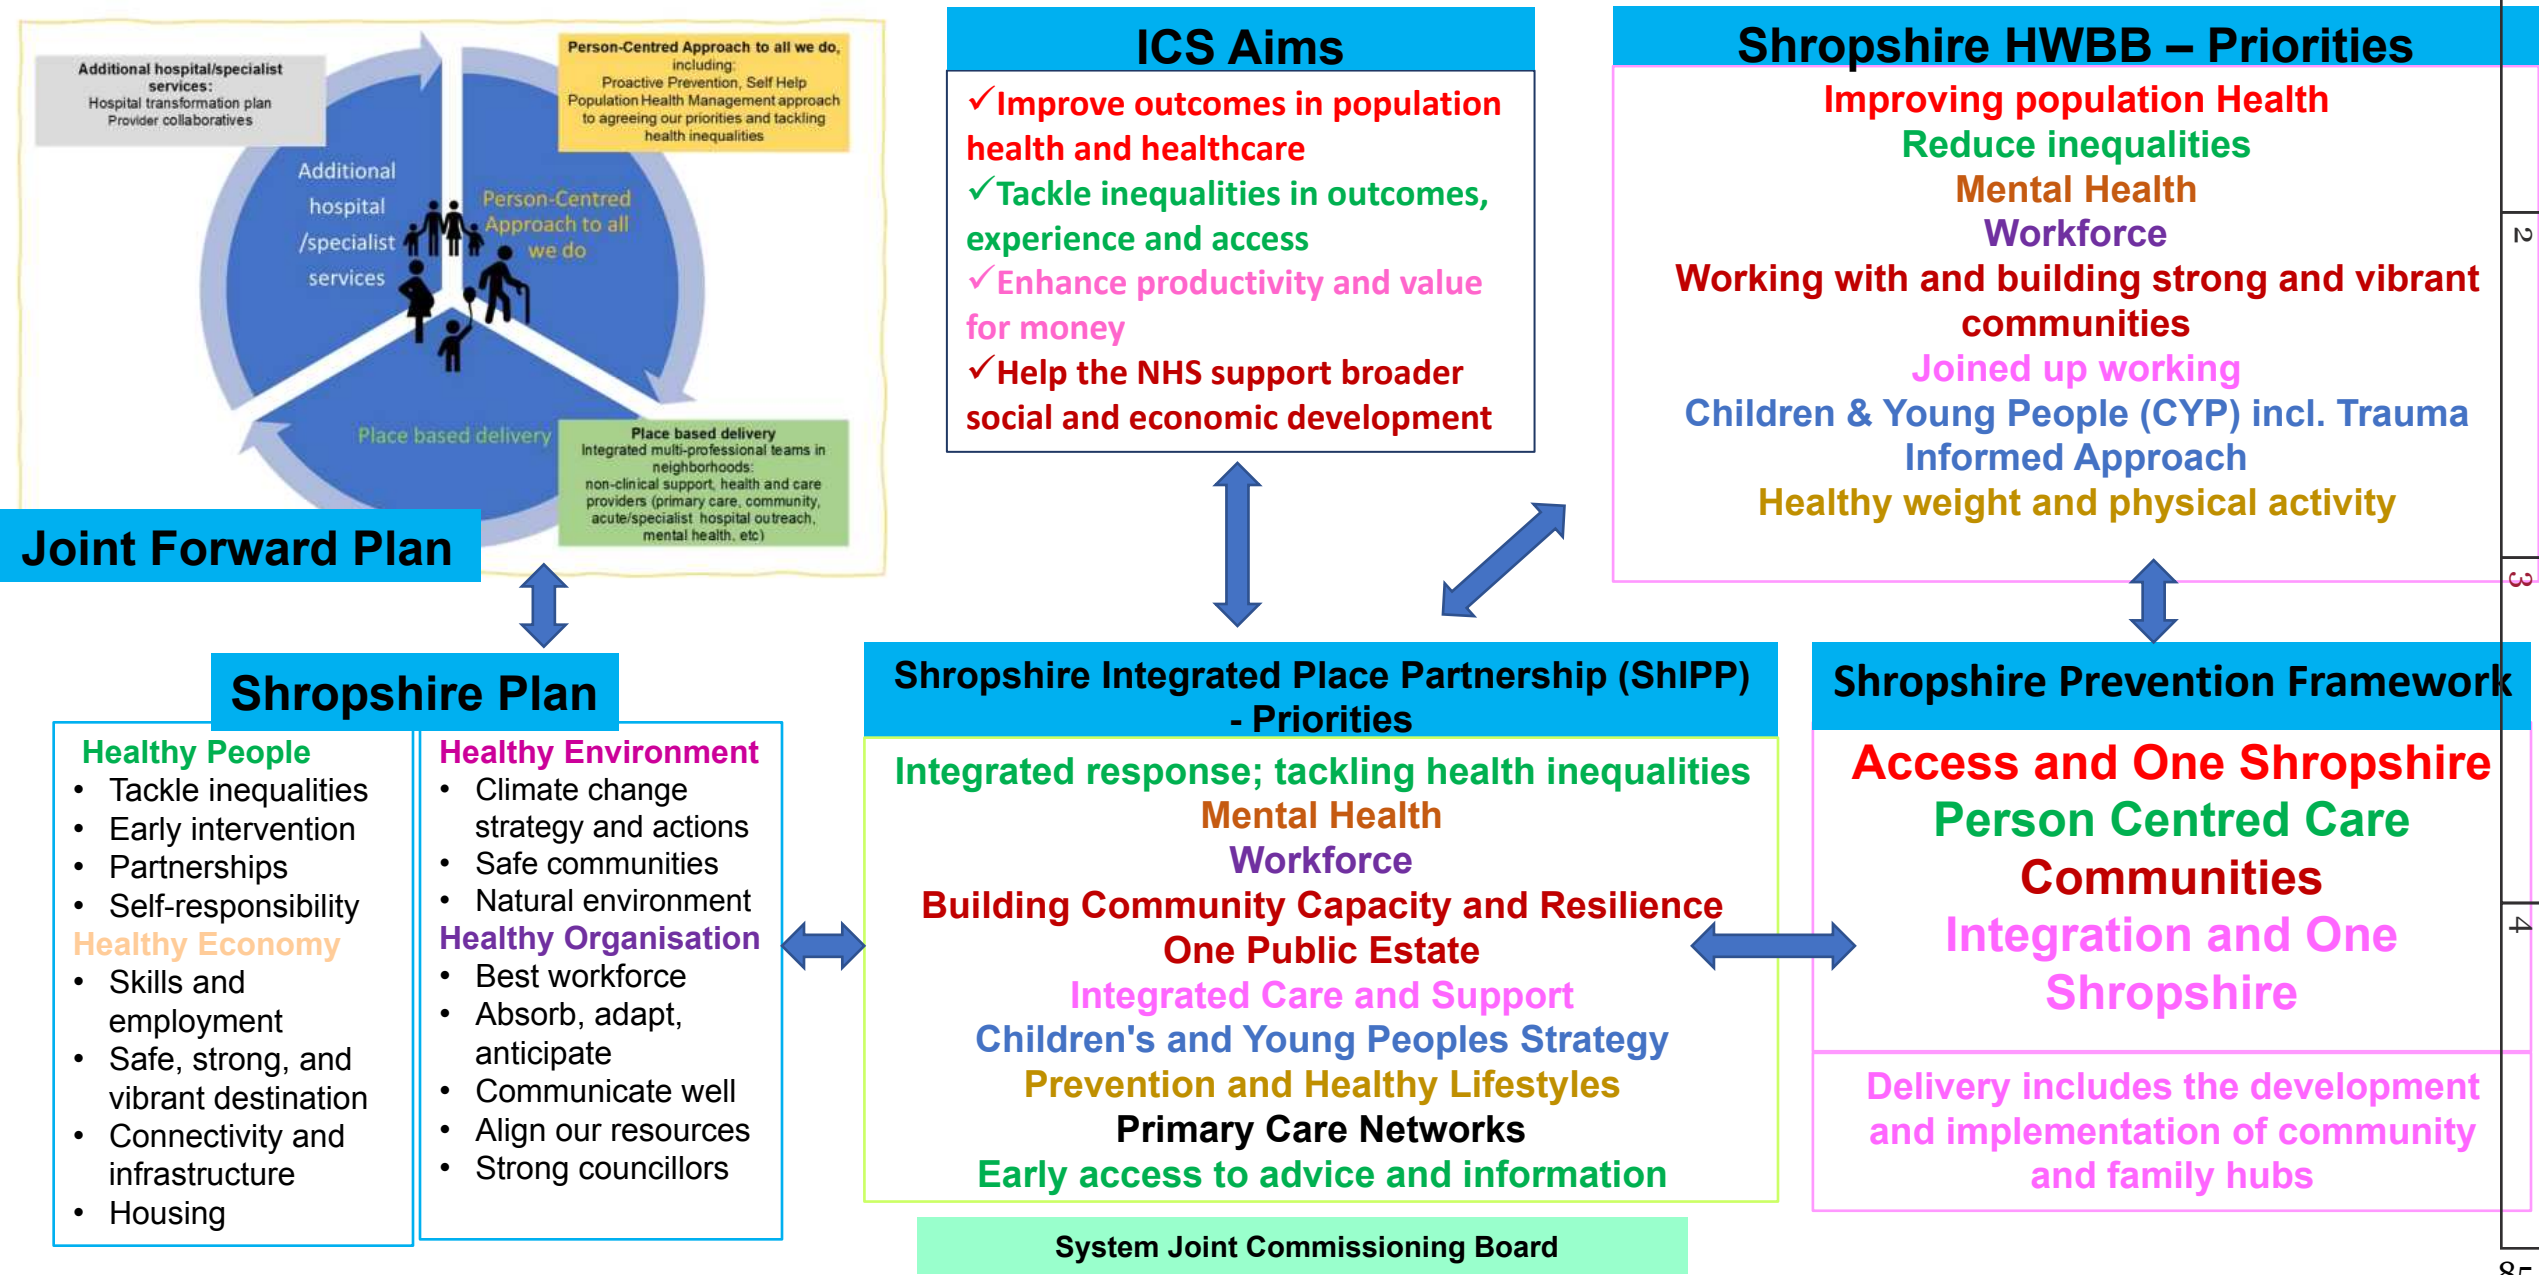 Additional hospital/specialist
services:
Hospital transformation plan
Provider collaboratives
Person-Centred Approach to all we do,
including:
Proactive Prevention, Self Help
Population Health Management approach
to agreeing our priorities and tackling
health inequalities
Additional
hospital
/specialist
services
Person-Centred
Approach to all
we do
Place based delivery
Place based delivery
Integrated multi-professional teams in
neighborhoods:
non-clinical support, health and care
providers (primary care, community,
acute/specialist hospital outreach,
mental health, etc)
Joint Forward Plan
ICS Aims
✓Improve outcomes in population
health and healthcare
✓Tackle inequalities in outcomes,
experience and access
✓Enhance productivity and value
for money
✓Help the NHS support broader
social and economic development
Shropshire HWBB – Priorities
Improving population Health
Reduce inequalities
Mental Health
Workforce
Working with and building strong and vibrant
communities
Joined up working
Children & Young People (CYP) incl. Trauma
Informed Approach
Healthy weight and physical activity
Shropshire Plan
Healthy People
• Tackle inequalities
• Early intervention
• Partnerships
• Self-responsibility
Healthy Economy
• Skills and
employment
• Safe, strong, and
vibrant destination
• Connectivity and
infrastructure
• Housing
Healthy Environment
• Climate change
strategy and actions
• Safe communities
• Natural environment
Healthy Organisation
• Best workforce
• Absorb, adapt,
anticipate
• Communicate well
• Align our resources
• Strong councillors
Shropshire Integrated Place Partnership (ShIPP)
- Priorities
Integrated response; tackling health inequalities
Mental Health
Workforce
Building Community Capacity and Resilience
One Public Estate
Integrated Care and Support
Children's and Young Peoples Strategy
Prevention and Healthy Lifestyles
Primary Care Networks
Early access to advice and information
System Joint Commissioning Board
Shropshire Prevention Framework
Access and One Shropshire
Person Centred Care
Communities
Integration and One
Shropshire
Delivery includes the development
and implementation of community
and family hubs
2
3
4
85